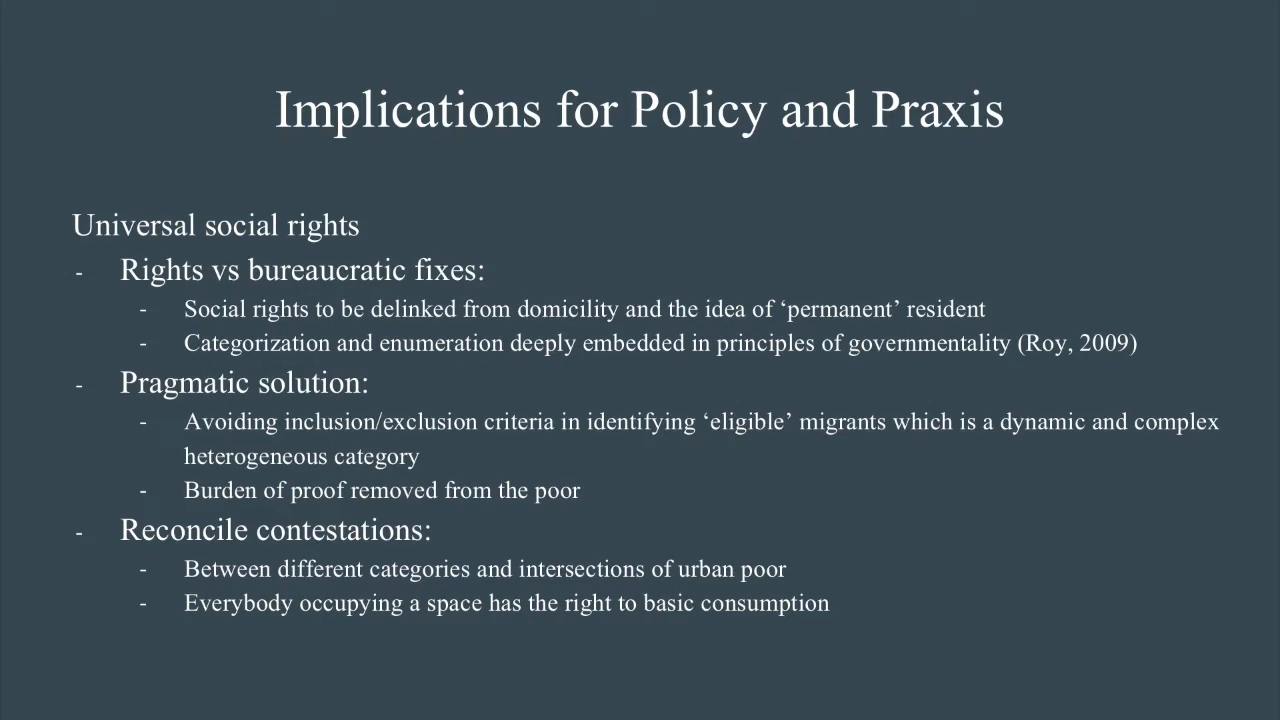 Implications for Policy and Praxis
Universal social rights
- Rights vs bureaucratic fixes:
- Social rights to be delinked from domicility and the idea of ‘permanent’ resident
- Categorization and enumeration deeply embedded in principles of governmentality (Roy, 2009)
- Pragmatic solution:
- Avoiding inclusion/exclusion criteria in identifying ‘eligible’ migrants which is a dynamic and complex
heterogeneous category
- Burden of proof removed from the poor
- Reconcile contestations:
- Between different categories and intersections of urban poor
- Everybody occupying a space has the right to basic consumption